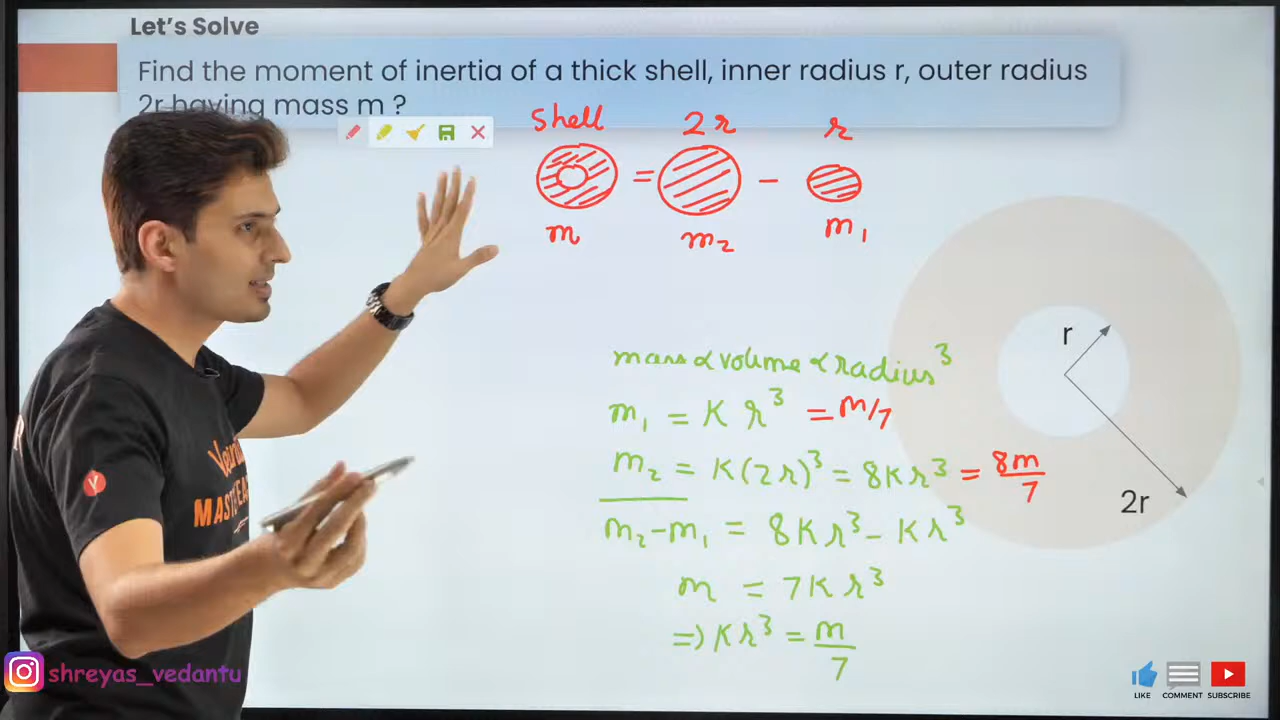 Let's Solve
Find the moment of inertia of a thick shell, inner radius r, outer radius
2r having mass m ?
Shell 2r r
= -
m m₂ m₁
r
2r
mass ∝ volume ∝ radius³
m₁ = K r³ = m/7
m₂ = K(2r)³ = 8Kr³ = 8m/7
m₂-m₁ = 8Kr³ - Kr³
m = 7Kr³
=> Kr³ = m/7
V
MAST
shreyas_vedantu
LIKE COMMENT SUBSCRIBE